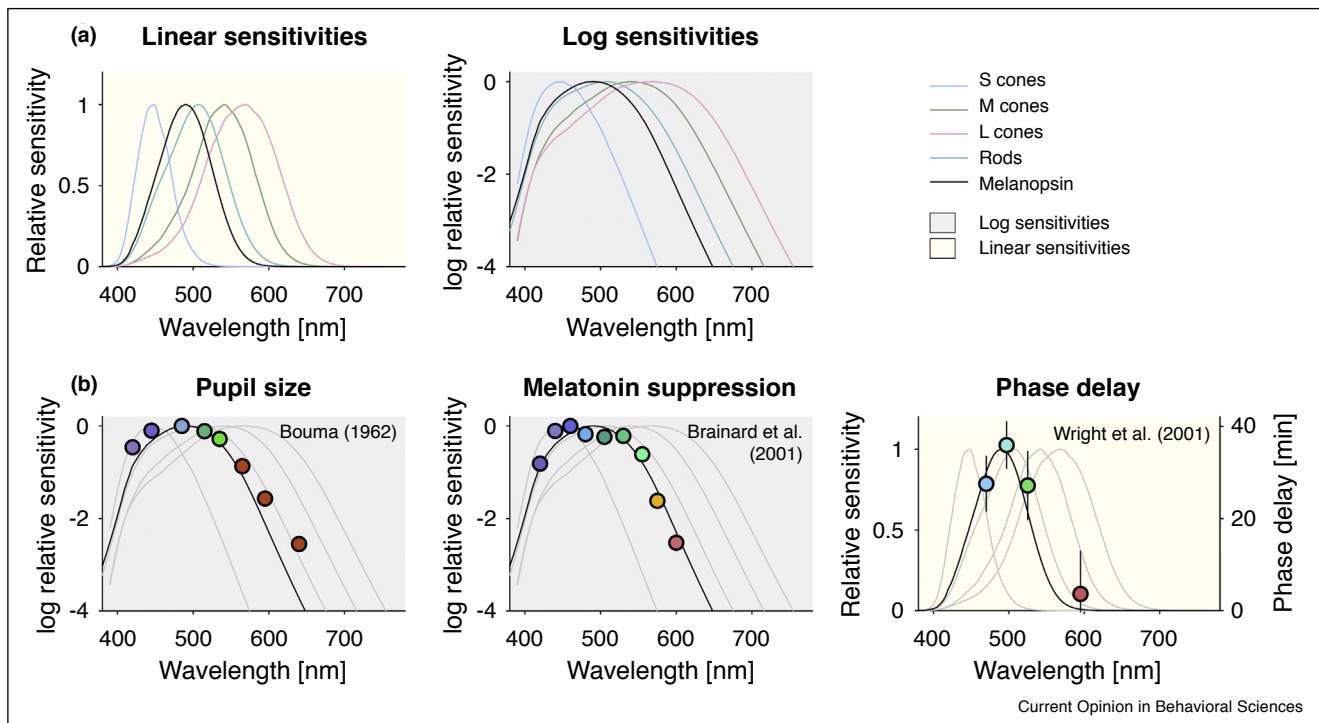 (a)
Linear sensitivities
Relative sensitivity
1
0.5
0
400 500 600 700
Wavelength [nm]
Log sensitivities
log relative sensitivity
0
-2
-4
400 500 600 700
Wavelength [nm]
S cones
M cones
L cones
Rods
Melanopsin
Log sensitivities
Linear sensitivities
(b)
Pupil size
log relative sensitivity
0
-2
-4
Bouma (1962)
400 500 600 700
Wavelength [nm]
Melatonin suppression
log relative sensitivity
0
-2
-4
Brainard et al.
(2001)
400 500 600 700
Wavelength [nm]
Phase delay
Relative sensitivity
1
0.5
0
Wright et al. (2001)
40
20
0
Phase delay [min]
400 500 600 700
Wavelength [nm]
Current Opinion in Behavioral Sciences